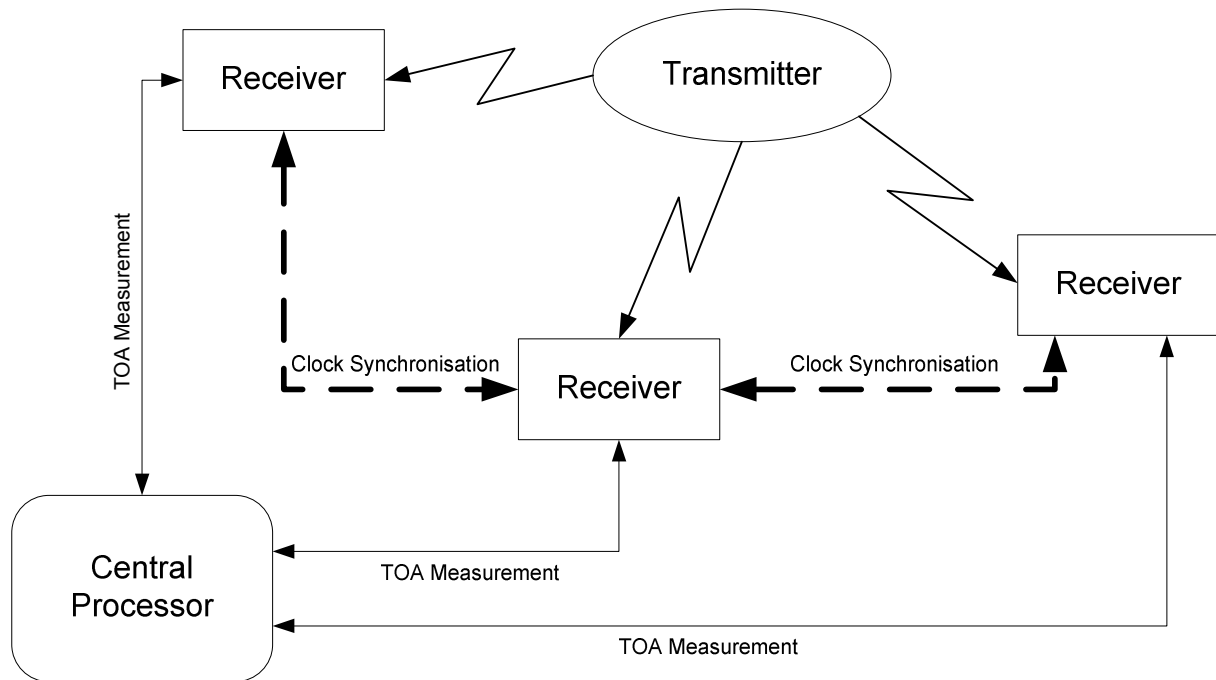 Receiver
Transmitter
TOA Measurement
Receiver
Clock Synchronisation
Clock Synchronisation
Receiver
Central
Processor
TOA Measurement
TOA Measurement